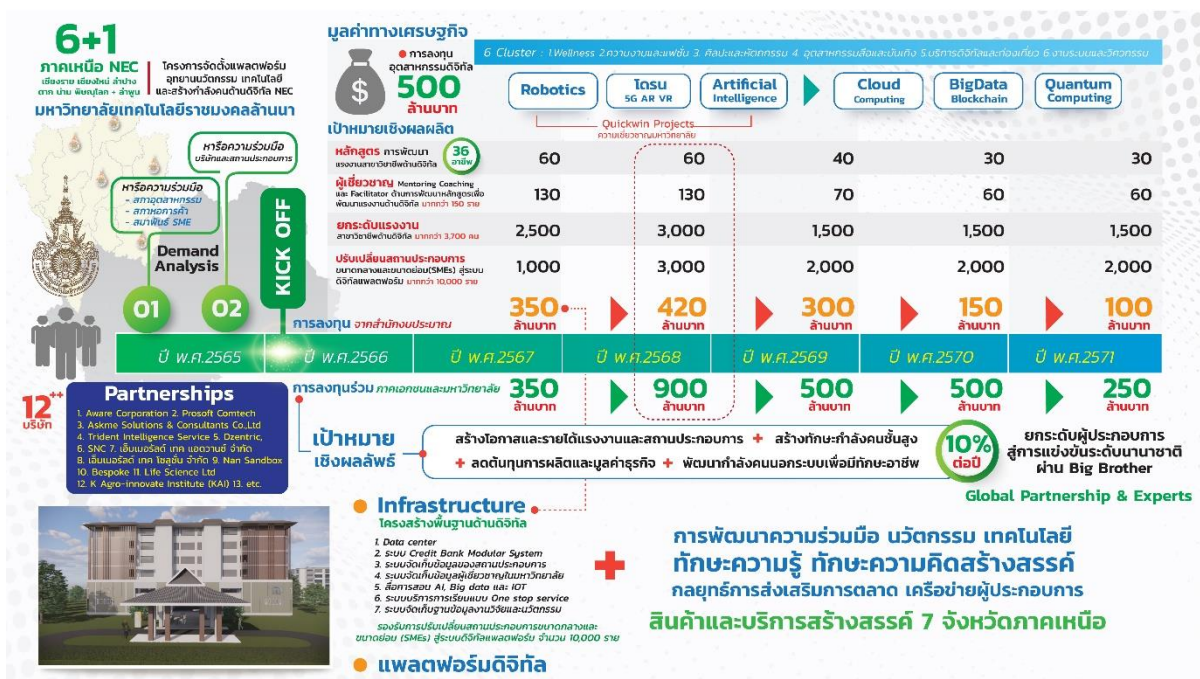 6+1
ภาคเหนือ NEC
เชียงราย เชียงใหม่ ลำปาง
ตาก น่าน พิษณุโลก + ลำพูน
โครงการจัดตั้งแพลตฟอร์ม
อุทยานนวัตกรรม เทคโนโลยี
และสร้างกำลังคนด้านดิจิทัล NEC
มหาวิทยาลัยเทคโนโลยีราชมงคลล้านนา
หารือความร่วมมือ
บริษัทและสถานประกอบการ
หารือความร่วมมือ
- สภาอุตสาหกรรม
- สภาหอการค้า
- สมาพันธ์ SME
Demand
Analysis
01
02
KICK OFF
มูลค่าทางเศรษฐกิจ
การลงทุน
อุตสาหกรรมดิจิทัล
500
ล้านบาท
$
6 Cluster : 1.Wellness 2.ความงามและแฟชั่น 3. ศิลปะและหัตถกรรม 4. อุตสาหกรรมสื่อและบันเทิง 5.บริการดิจิทัลและท่องเที่ยว 6.งานระบบและวิศวกรรม
Robotics
โดรน
5G AR VR
Artificial
Intelligence
Cloud
Computing
BigData
Blockchain
Quantum
Computing
Quickwin Projects
ความเชี่ยวชาญมหาวิทยาลัย
เป้าหมายเชิงผลผลิต
หลักสูตร การพัฒนา
แรงงานสาขาวิชาชีพด้านดิจิทัล
36
อาชีพ
60 60 40 30 30
ผู้เชี่ยวชาญ Mentoring Coaching
และ Facilitator ด้านการพัฒนาหลักสูตรเพื่อ
พัฒนาแรงงานด้านดิจิทัล มากกว่า 150 ราย
130 130 70 60 60
ยกระดับแรงงาน
สาขาวิชาชีพด้านดิจิทัล มากกว่า 3,700 คน
2,500 3,000 1,500 1,500 1,500
ปรับเปลี่ยนสถานประกอบการ
ขนาดกลางและขนาดย่อม(SMEs) สู่ระบบ
ดิจิทัลแพลตฟอร์ม มากกว่า 10,000 ราย
1,000 3,000 2,000 2,000 2,000
การลงทุน จากสำนักงบประมาณ
350 420 300 150 100
ล้านบาท ล้านบาท ล้านบาท ล้านบาท ล้านบาท
ปี พ.ศ.2565 ปี พ.ศ.2566 ปี พ.ศ.2567 ปี พ.ศ.2568 ปี พ.ศ.2569 ปี พ.ศ.2570 ปี พ.ศ.2571
การลงทุนร่วม ภาคเอกชนและมหาวิทยาลัย
350 900 500 500 250
ล้านบาท ล้านบาท ล้านบาท ล้านบาท ล้านบาท
12++
บริษัท
Partnerships
1. Aware Corporation 2. Prosoft Comtech
3. Askme Solutions & Consultants Co.,Ltd
4. Trident Intelligence Service 5. Dzentric,
6. SNC 7. เอ็นเมอร์ลด์ เทค แอดวานซ์ จำกัด
8. เอ็นเมอร์ลด์ เทค โซลูชั่น จำกัด 9. Nan Sandbox
10. Bespoke 11. Life Science Ltd
12. K Agro-innovate Institute (KAI) 13. etc.
เป้าหมาย
เชิงผลลัพธ์
สร้างโอกาสและรายได้แรงงานและสถานประกอบการ + สร้างทักษะกำลังคนชั้นสูง
+ ลดต้นทุนการผลิตและมูลค่าธุรกิจ + พัฒนากำลังคนนอกระบบเพื่อมีทักษะอาชีพ
10%
ต่อปี
ยกระดับผู้ประกอบการ
สู่การแข่งขันระดับนานาชาติ
ผ่าน Big Brother
Global Partnership & Experts
Infrastructure
โครงสร้างพื้นฐานด้านดิจิทัล
1. Data center
2. ระบบ Credit Bank Modular System
3. ระบบจัดเก็บข้อมูลของสถานประกอบการ
4. ระบบจัดเก็บข้อมูลผู้เชี่ยวชาญในมหาวิทยาลัย
5. สื่อการสอน Ai, Big data และ IOT
6. ระบบบริการการเรียนแบบ One stop service
7. ระบบจัดเก็บฐานข้อมูลงานวิจัยและนวัตกรรม
รองรับการปรับเปลี่ยนสถานประกอบการขนาดกลางและ
ขนาดย่อม (SMEs) สู่ระบบดิจิทัลแพลตฟอร์ม จำนวน 10,000 ราย
แพลตฟอร์มดิจิทัล
+
การพัฒนาความร่วมมือ นวัตกรรม เทคโนโลยี
ทักษะความรู้ ทักษะความคิดสร้างสรรค์
กลยุทธ์การส่งเสริมการตลาด เครือข่ายผู้ประกอบการ
สินค้าและบริการสร้างสรรค์ 7 จังหวัดภาคเหนือ